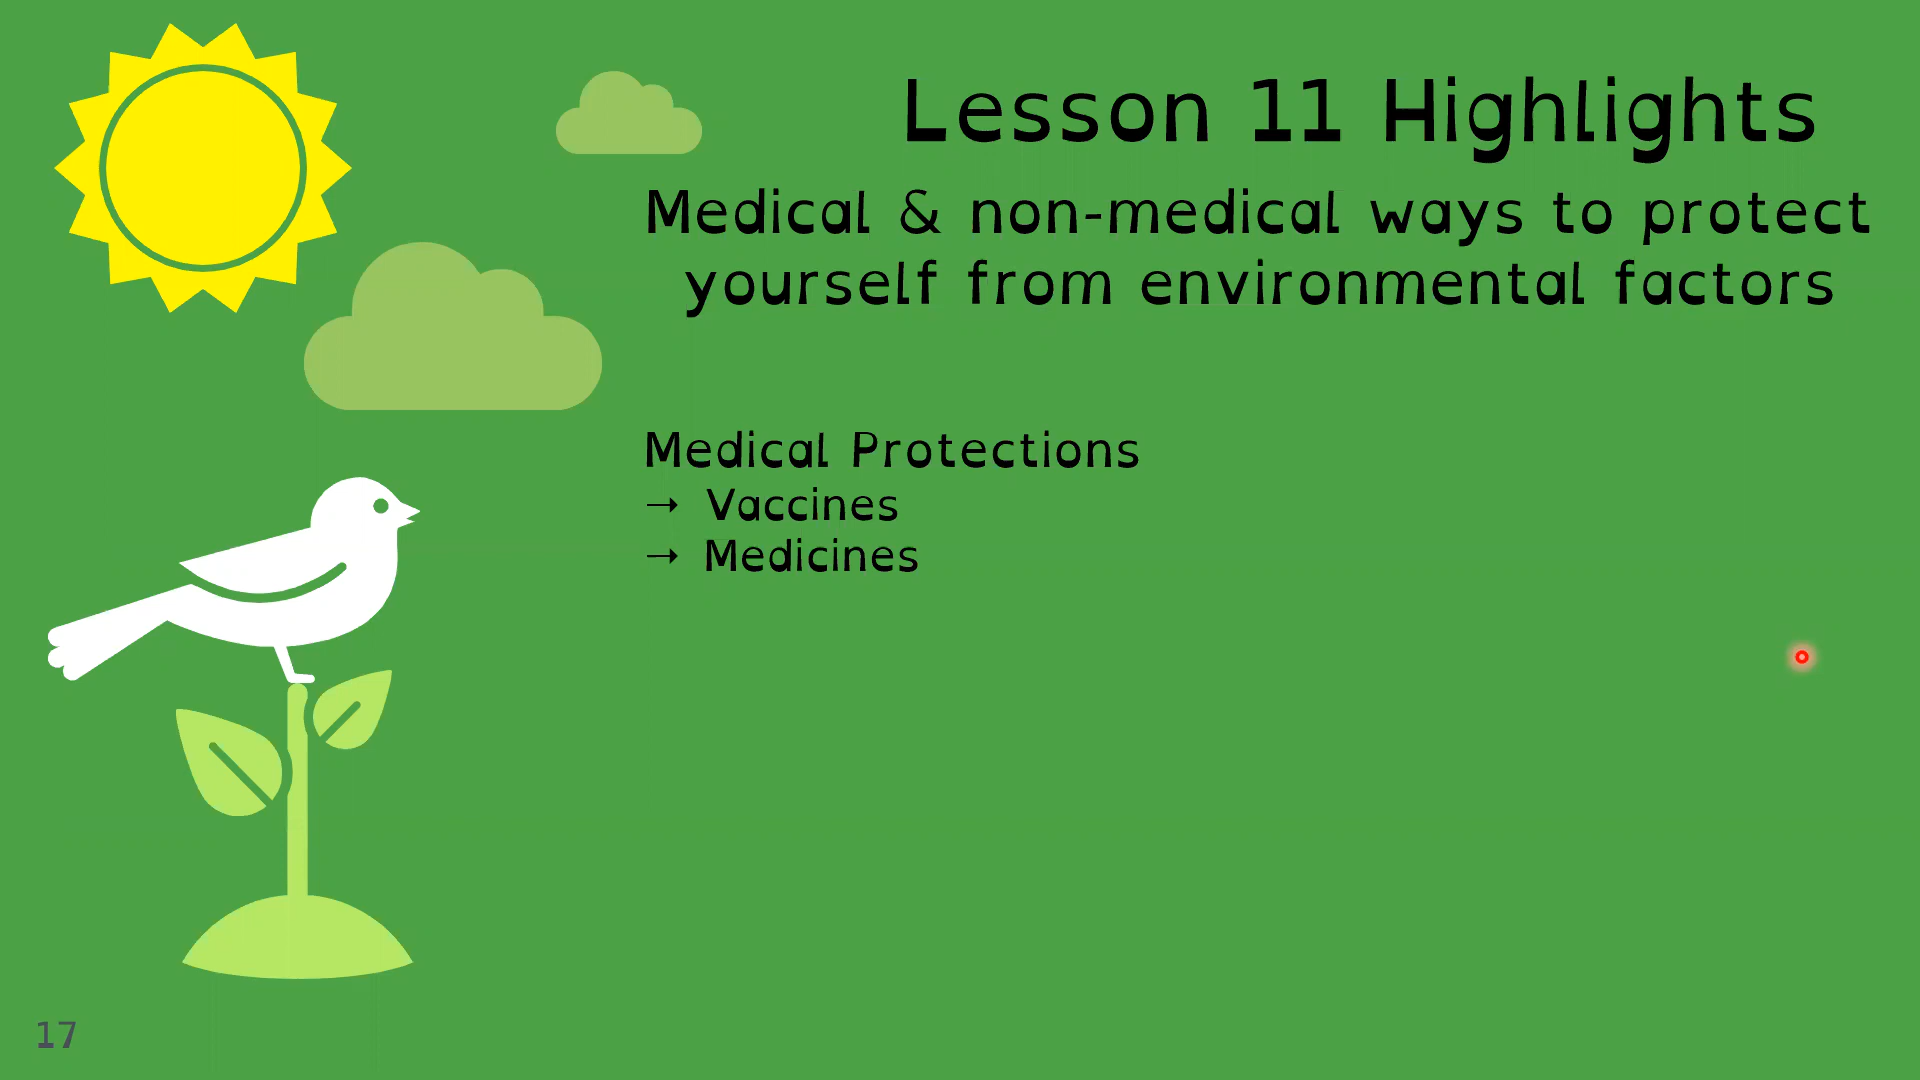 Lesson 11 Highlights
Medical & non-medical ways to protect
yourself from environmental factors
Medical Protections
→ Vaccines
→ Medicines
17